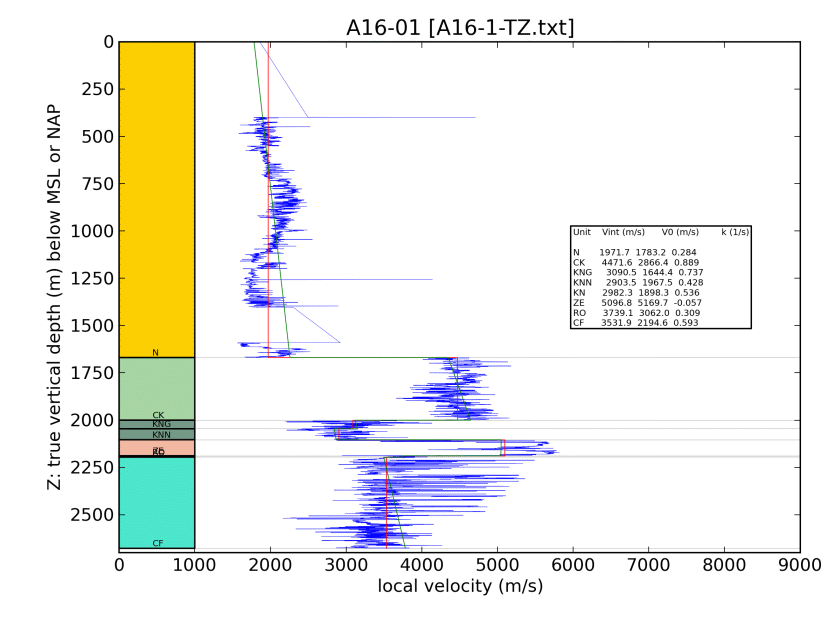 A16-01 [A16-1-TZ.txt]
Z: true vertical depth (m) below MSL or NAP
0
250
500
750
1000
1250
1500
1750
2000
2250
2500
N
CK
KNG
KNN
ZE
CF
Unit Vint (m/s) V0 (m/s) k (1/s)
N 1971.7 1783.2 0.284
CK 4471.6 2866.4 0.889
KNG 3090.5 1644.4 0.737
KNN 2903.5 1967.5 0.428
KN 2982.3 1898.3 0.536
ZE 5096.8 5169.7 -0.057
RO 3739.1 3062.0 0.309
CF 3531.9 2194.6 0.593
0 1000 2000 3000 4000 5000 6000 7000 8000 9000
local velocity (m/s)